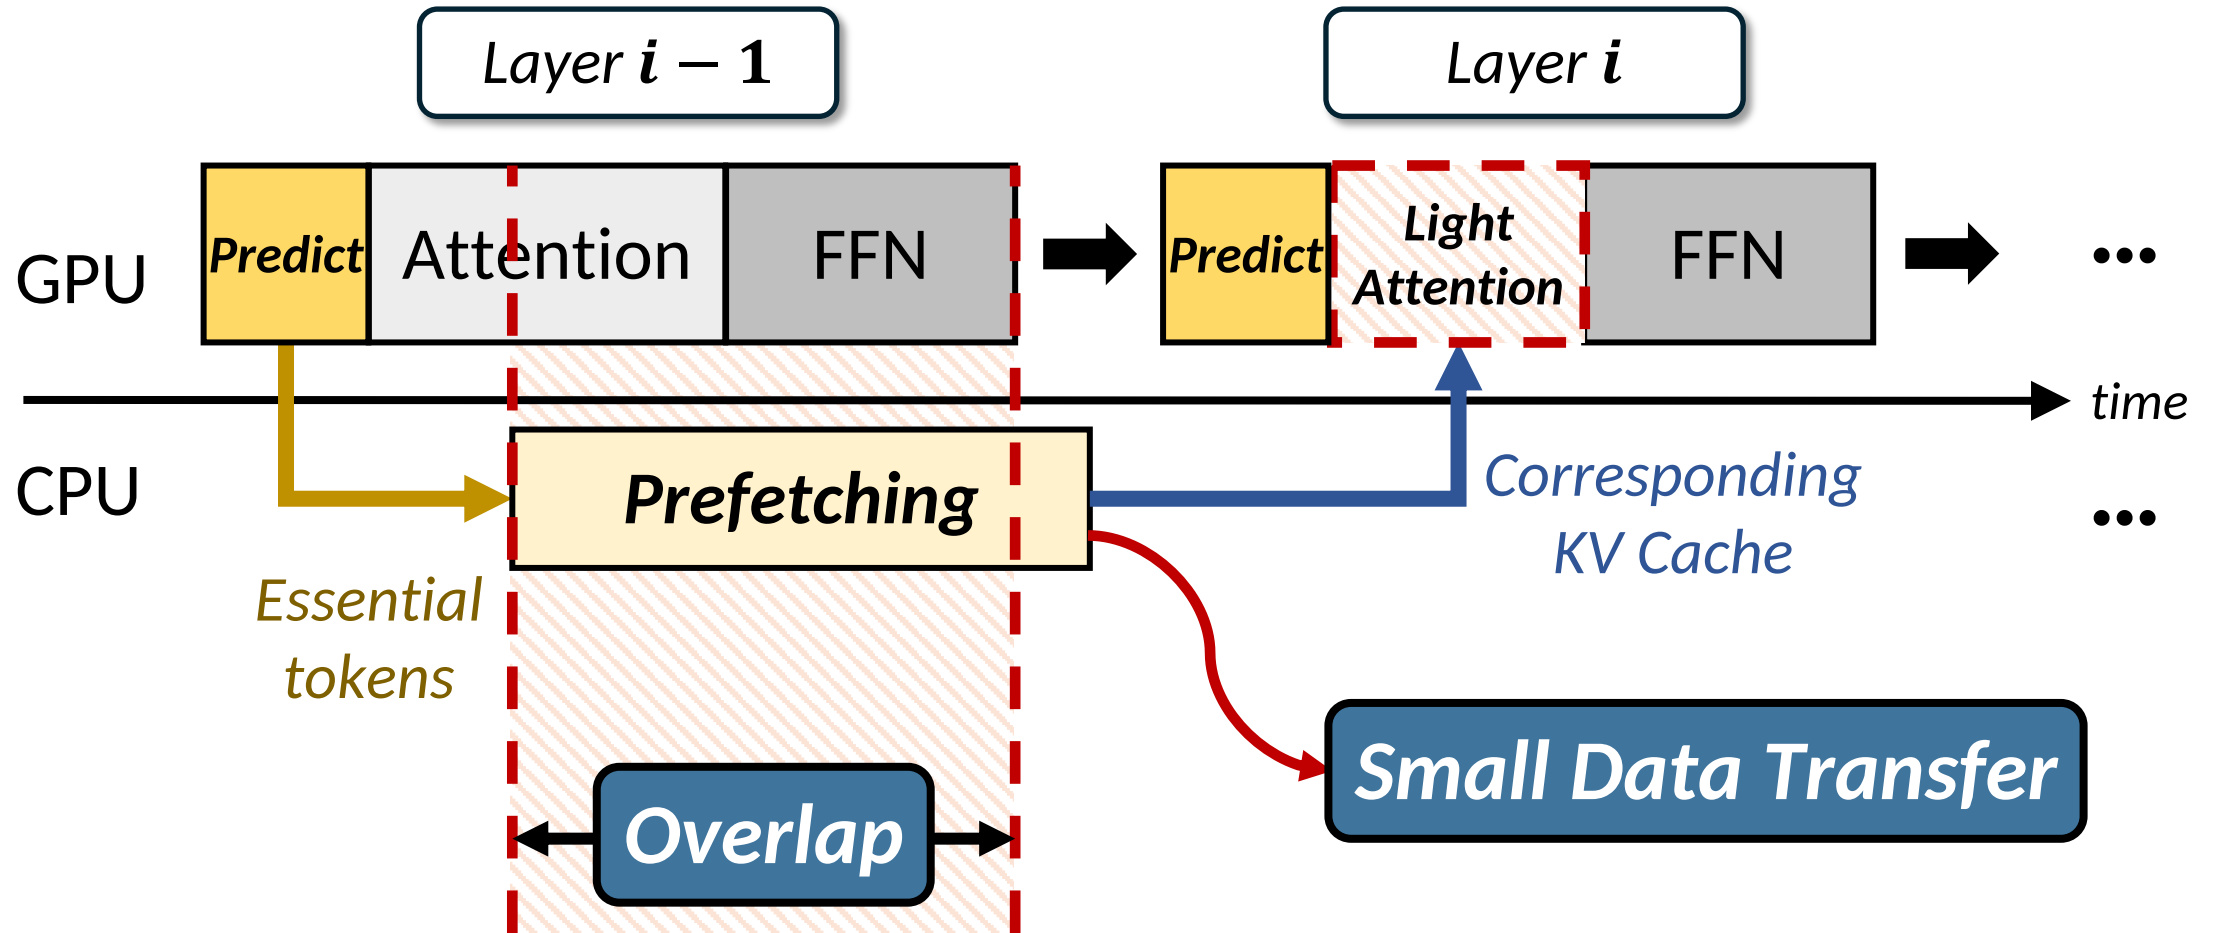 Layer i − 1
Layer i
GPU
Predict
Attention
FFN
Predict
Light
Attention
FFN
•••
time
CPU
Prefetching
Corresponding
KV Cache
•••
Essential
tokens
Small Data Transfer
Overlap